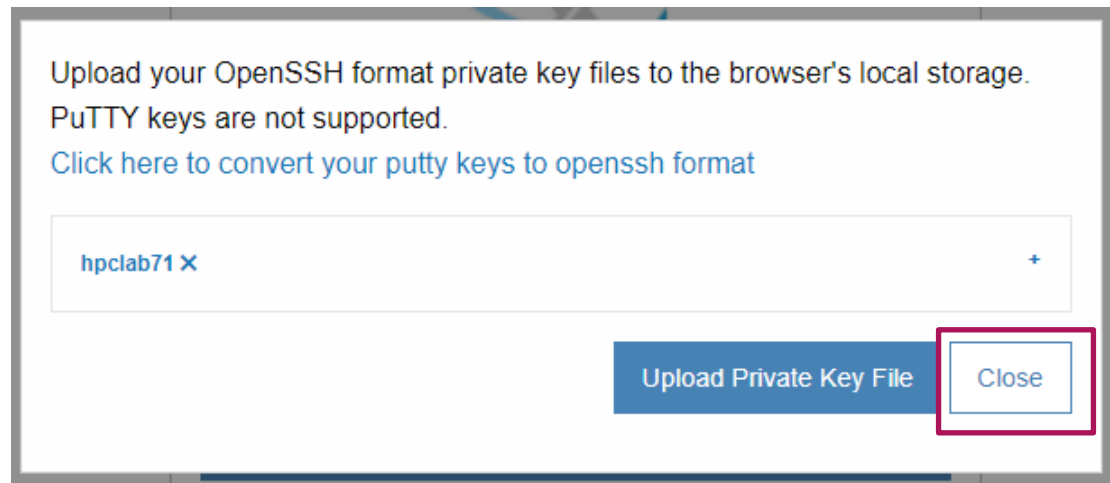 Upload your OpenSSH format private key files to the browser's local storage.
PuTTY keys are not supported.
Click here to convert your putty keys to openssh format
hpclab71 ✕ +
Upload Private Key File Close